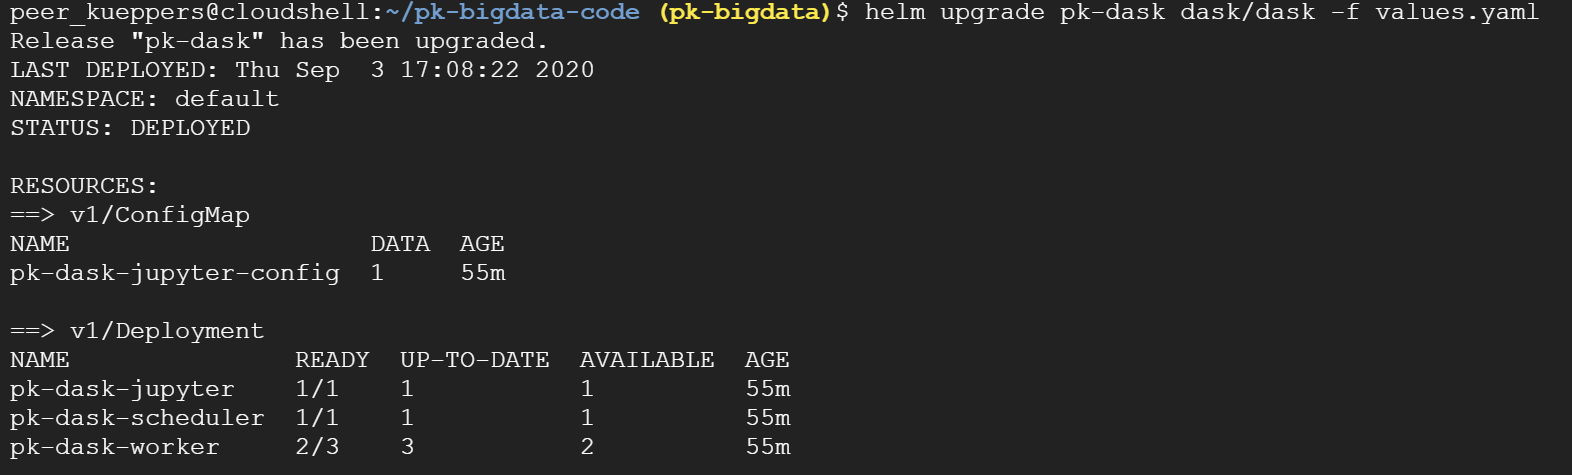 peer_kueppers@cloudshell:~/pk-bigdata-code (pk-bigdata)$ helm upgrade pk-dask dask/dask -f values.yaml
Release "pk-dask" has been upgraded.
LAST DEPLOYED: Thu Sep  3 17:08:22 2020
NAMESPACE: default
STATUS: DEPLOYED

RESOURCES:
==> v1/ConfigMap
NAME                    DATA  AGE
pk-dask-jupyter-config  1     55m

==> v1/Deployment
NAME               READY  UP-TO-DATE  AVAILABLE  AGE
pk-dask-jupyter    1/1    1           1          55m
pk-dask-scheduler  1/1    1           1          55m
pk-dask-worker     2/3    3           2          55m